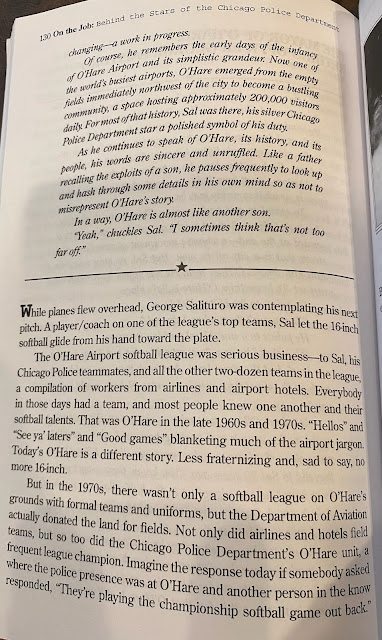 130 On the Job: Behind the Stars of the Chicago Police Department
changing—a work in progress.
Of course, he remembers the early days of the infancy
of O'Hare Airport and its simplistic grandeur. Now one of
the world's busiest airports, O'Hare emerged from the empty
fields immediately northwest of the city to become a bustling
community, a space hosting approximately 200,000 visitors
daily. For most of that history, Sal was there, his silver Chicago
Police Department star a polished symbol of his duty.
As he continues to speak of O'Hare, its history, and its
people, his words are sincere and unruffled. Like a father
recalling the exploits of a son, he pauses frequently to look up
and hash through some details in his own mind so as not to
misrepresent O'Hare's story.
In a way, O'Hare is almost like another son.
"Yeah," chuckles Sal. "I sometimes think that's not too
far off."
While planes flew overhead, George Salituro was contemplating his next
pitch. A player/coach on one of the league's top teams, Sal let the 16-inch
softball glide from his hand toward the plate.
The O'Hare Airport softball league was serious business—to Sal, his
Chicago Police teammates, and all the other two-dozen teams in the league,
a compilation of workers from airlines and airport hotels. Everybody
in those days had a team, and most people knew one another and their
softball talents. That was O'Hare in the late 1960s and 1970s. "Hellos" and
"See ya' laters" and "Good games" blanketing much of the airport jargon.
Today's O'Hare is a different story. Less fraternizing and, sad to say, no
more 16-inch.
But in the 1970s, there wasn't only a softball league on O'Hare's
grounds with formal teams and uniforms, but the Department of Aviation
actually donated the land for fields. Not only did airlines and hotels field
teams, but so too did the Chicago Police Department's O'Hare unit, a
frequent league champion. Imagine the response today if somebody asked
where the police presence was at O'Hare and another person in the know
responded, "They're playing the championship softball game out back."